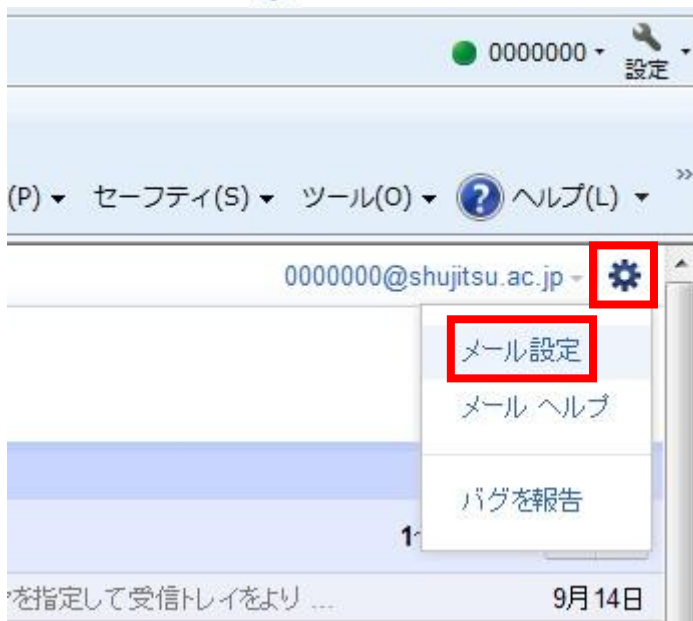 0000000
設定
(P) セーフティ(S) ツール(O) ヘルプ(L) »
0000000@shujitsu.ac.jp
メール設定
メール ヘルプ
バグを報告
1
を指定して受信トレイをより ...
9月14日